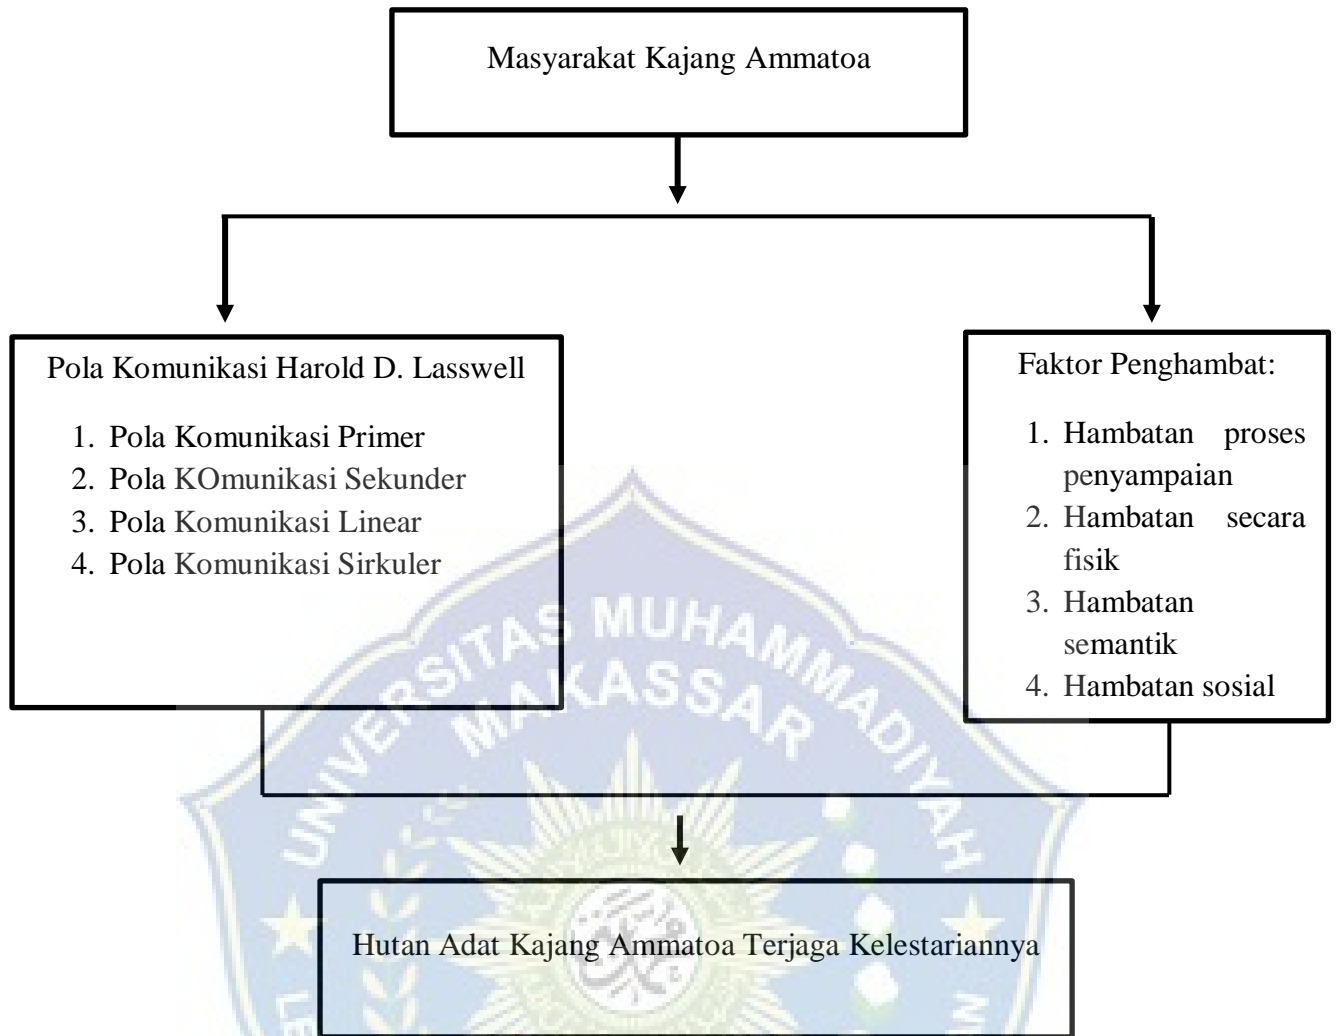 Masyarakat Kajang Ammatoa
Pola Komunikasi Harold D. Lasswell
1. Pola Komunikasi Primer
2. Pola KOmunikasi Sekunder
3. Pola Komunikasi Linear
4. Pola Komunikasi Sirkuler
Faktor Penghambat:
1. Hambatan proses
penyampaian
2. Hambatan secara
fisik
3. Hambatan
semantik
4. Hambatan sosial
UNIVERSITAS MUHAMMADIYAH
MAKASSAR
Hutan Adat Kajang Ammatoa Terjaga Kelestariannya